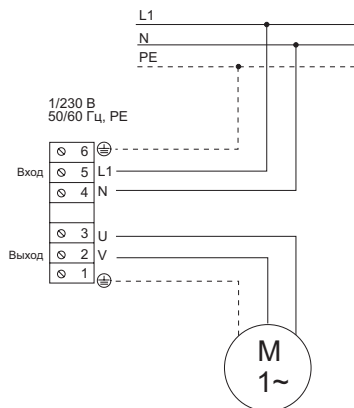 L1
N
PE
1/230 В
50/60 Гц, PE
6
Вход 5 L1
4 N
3 U
Выход 2 V
1
M
1~